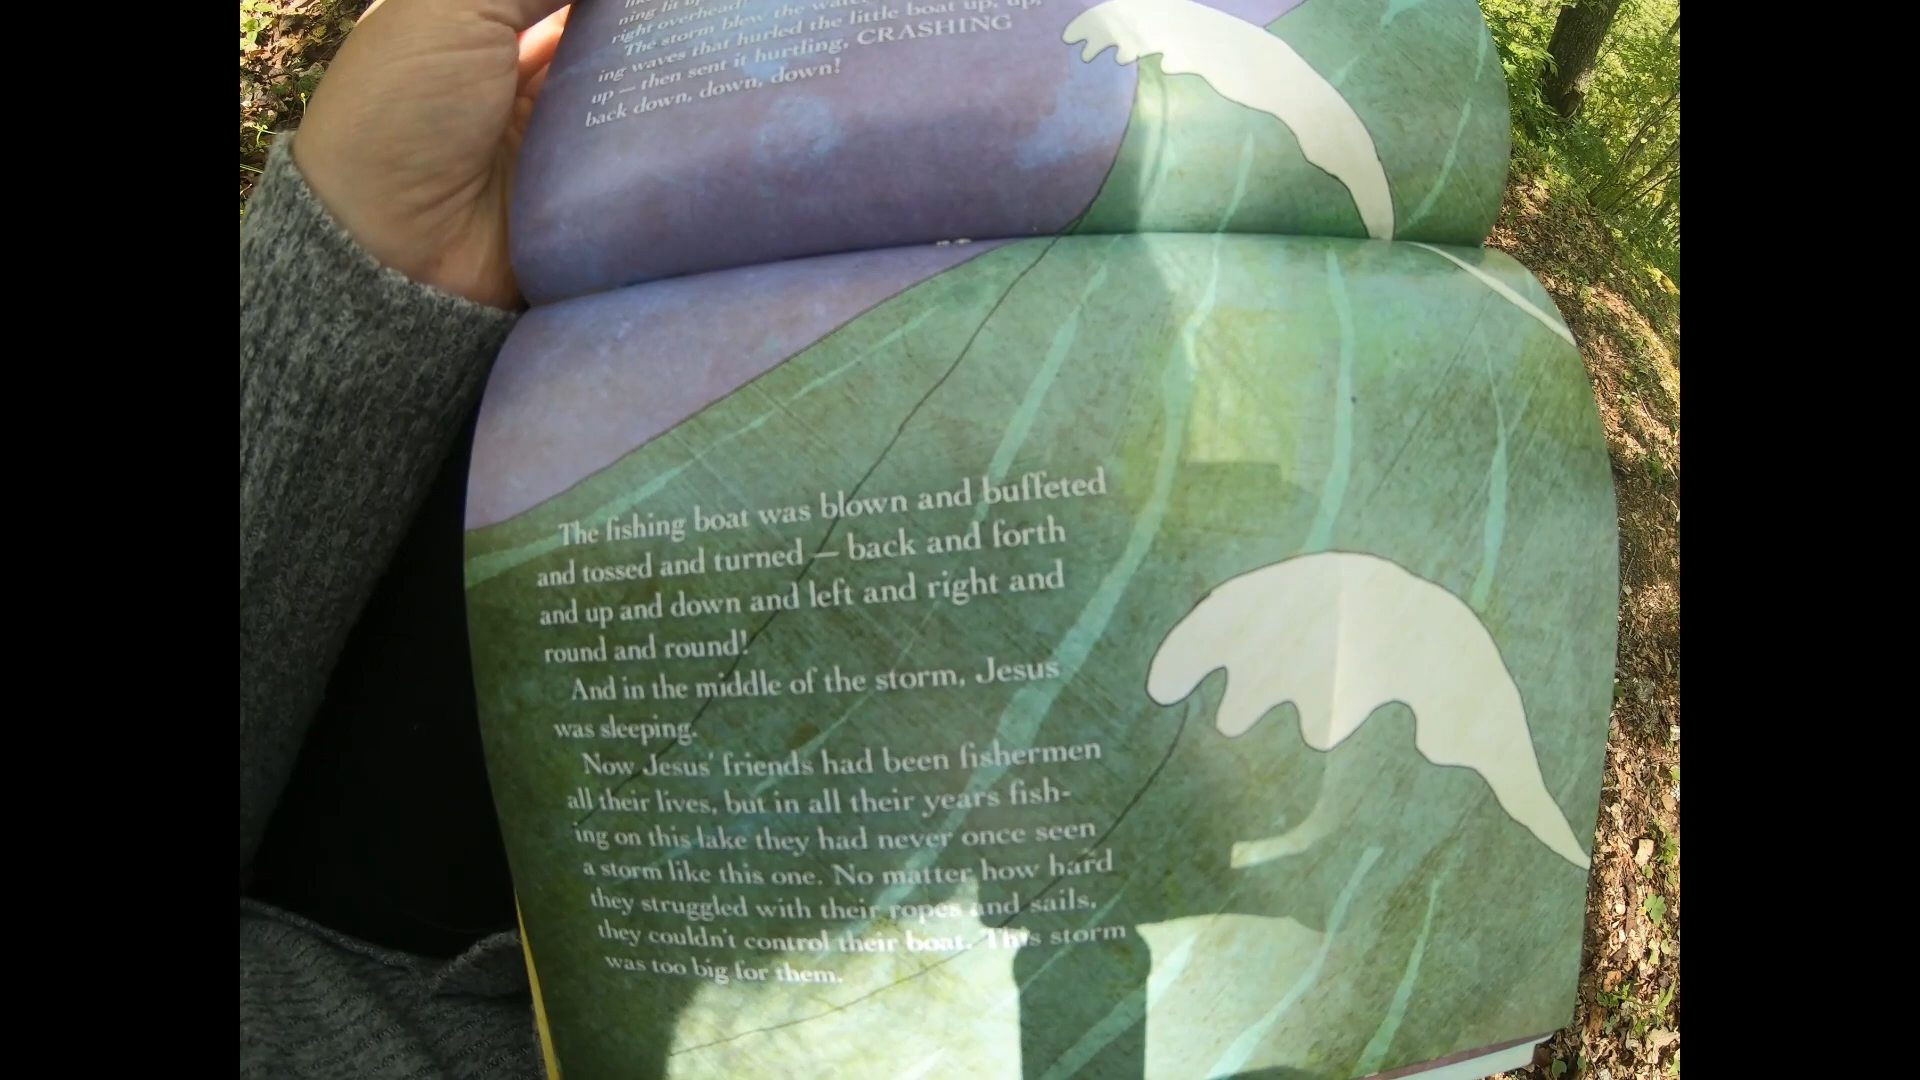 ning lit up
right overhead!
The storm blew the water
ing waves that hurled the little boat up, up,
up — then sent it hurtling, CRASHING
back down, down, down!
The fishing boat was blown and buffeted
and tossed and turned — back and forth
and up and down and left and right and
round and round!
And in the middle of the storm, Jesus
was sleeping.
Now Jesus' friends had been fishermen
all their lives, but in all their years fish-
ing on this lake they had never once seen
a storm like this one. No matter how hard
they struggled with their ropes and sails,
they couldn't control their boat. This storm
was too big for them.